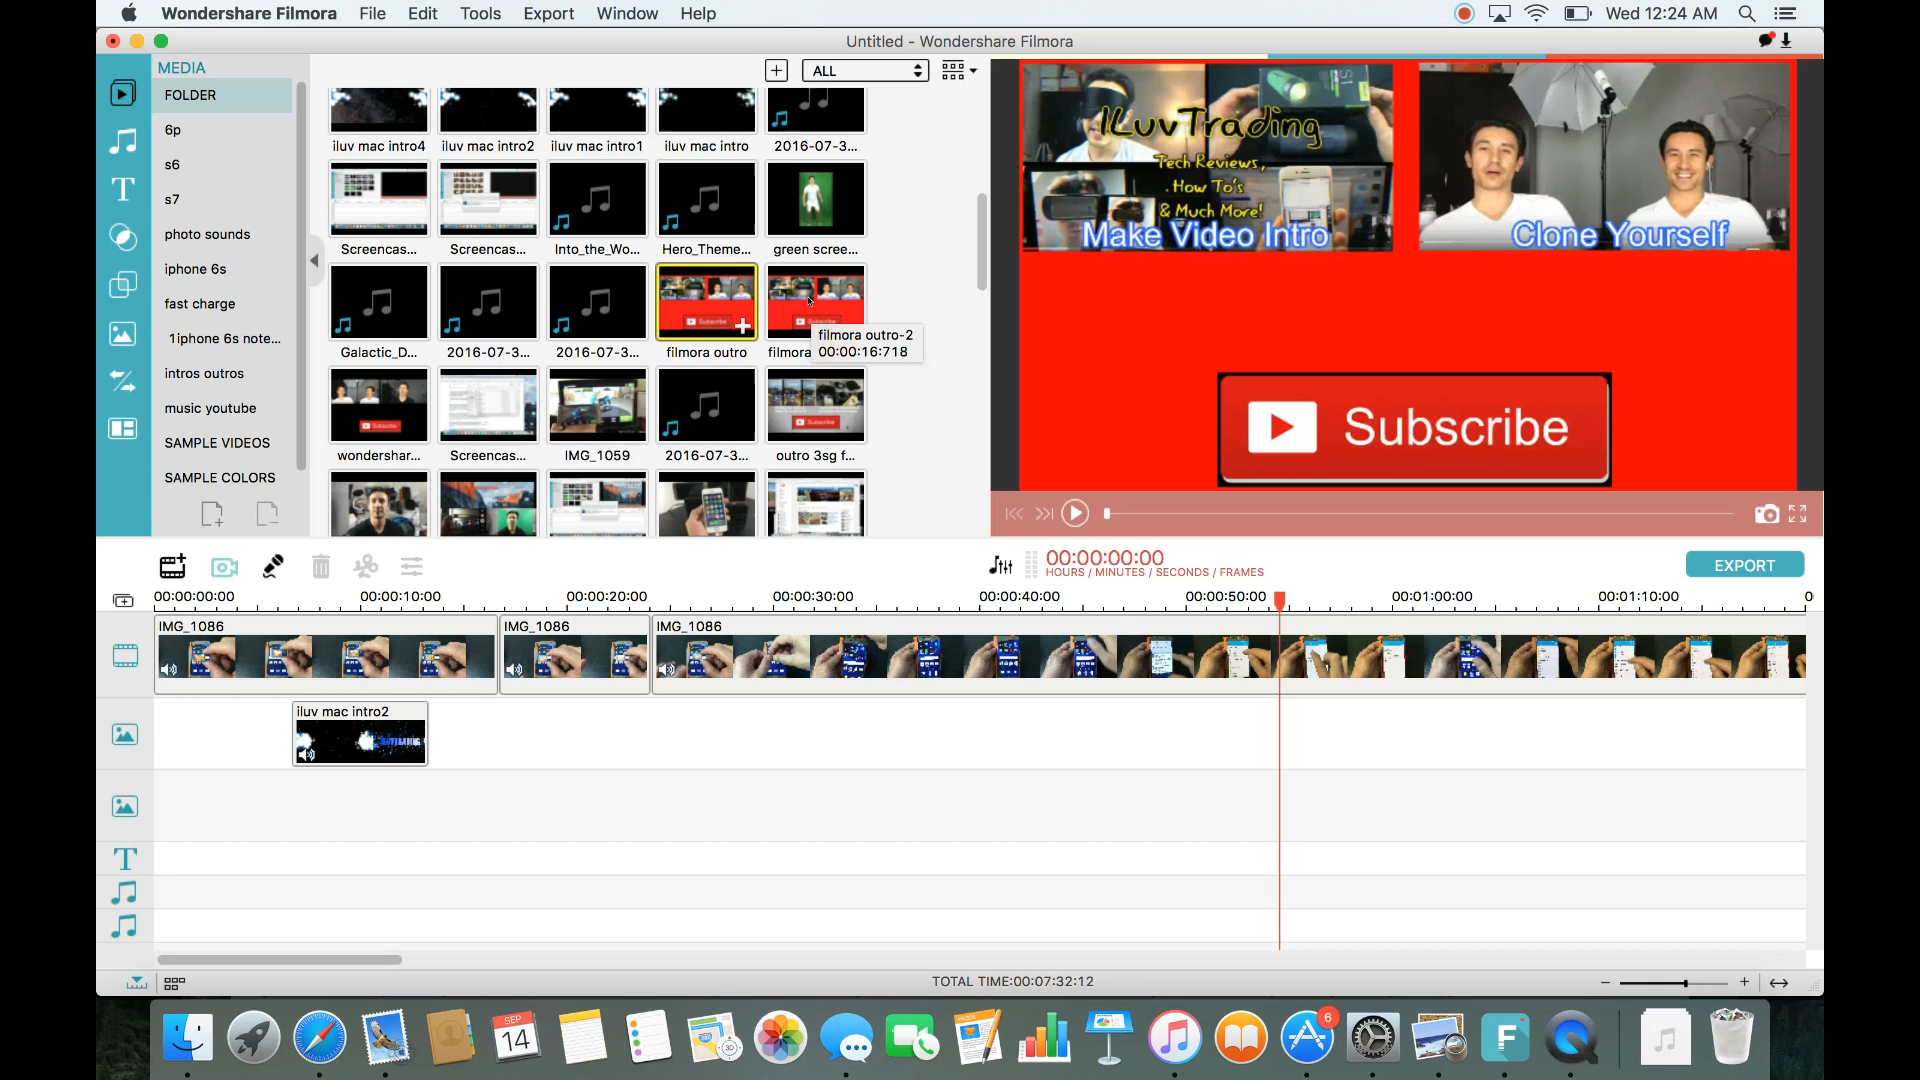 Wondershare Filmora File Edit Tools Export Window Help
Wed 12:24 AM
Untitled - Wondershare Filmora
MEDIA
FOLDER
6p
s6
s7
photo sounds
iphone 6s
fast charge
1iphone 6s note...
intros outros
music youtube
SAMPLE VIDEOS
SAMPLE COLORS
ALL
iluv mac intro4 iluv mac intro2 iluv mac intro1 iluv mac intro 2016-07-3...
Screencas... Screencas... Into_the_Wo... Hero_Theme... green scree...
Galactic_D... 2016-07-3... 2016-07-3... filmora outro filmora
filmora outro-2
00:00:16:718
wondershar... Screencas... IMG_1059 2016-07-3... outro 3sg f...
ILuvTrading
Tech Reviews,
How To's
& Much More!
Make Video Intro
Clone Yourself
Subscribe
00:00:00:00
HOURS / MINUTES / SECONDS / FRAMES
EXPORT
00:00:00:00 00:00:10:00 00:00:20:00 00:00:30:00 00:00:40:00 00:00:50:00 00:01:00:00 00:01:10:00 0
IMG_1086 IMG_1086 IMG_1086
iluv mac intro2
T
T
TOTAL TIME:00:07:32:12
SEP
14
3D
6
F